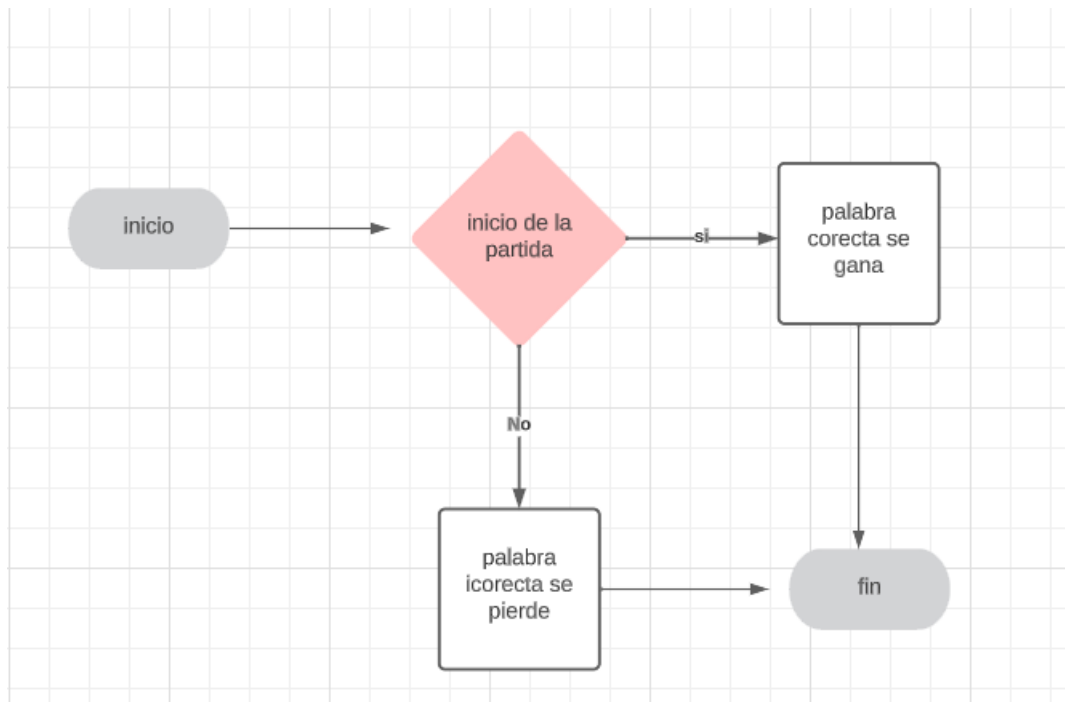 inicio
inicio de la
partida
si
palabra
corecta se
gana
No
palabra
icorecta se
pierde
fin